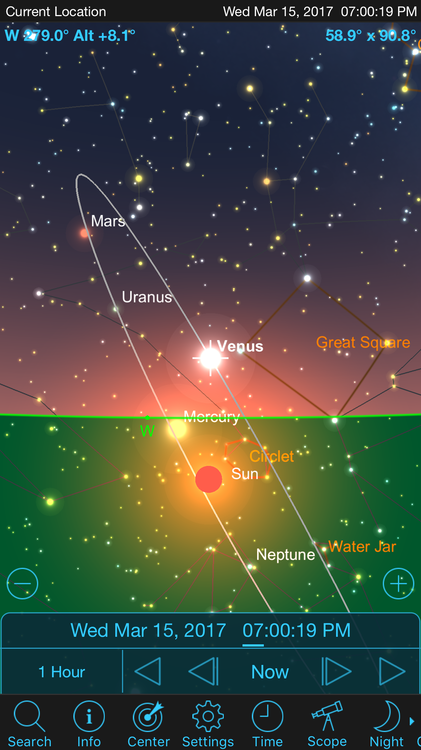 Current Location Wed Mar 15, 2017 07:00:19 PM
W 279.0° Alt +8.1° 58.9° x 90.8°
Mars
Uranus
Venus
Great Square
Mercury
W
Circlet
Sun
Water Jar
Neptune
Wed Mar 15, 2017 07:00:19 PM
1 Hour Now
Search Info Center Settings Time Scope Night